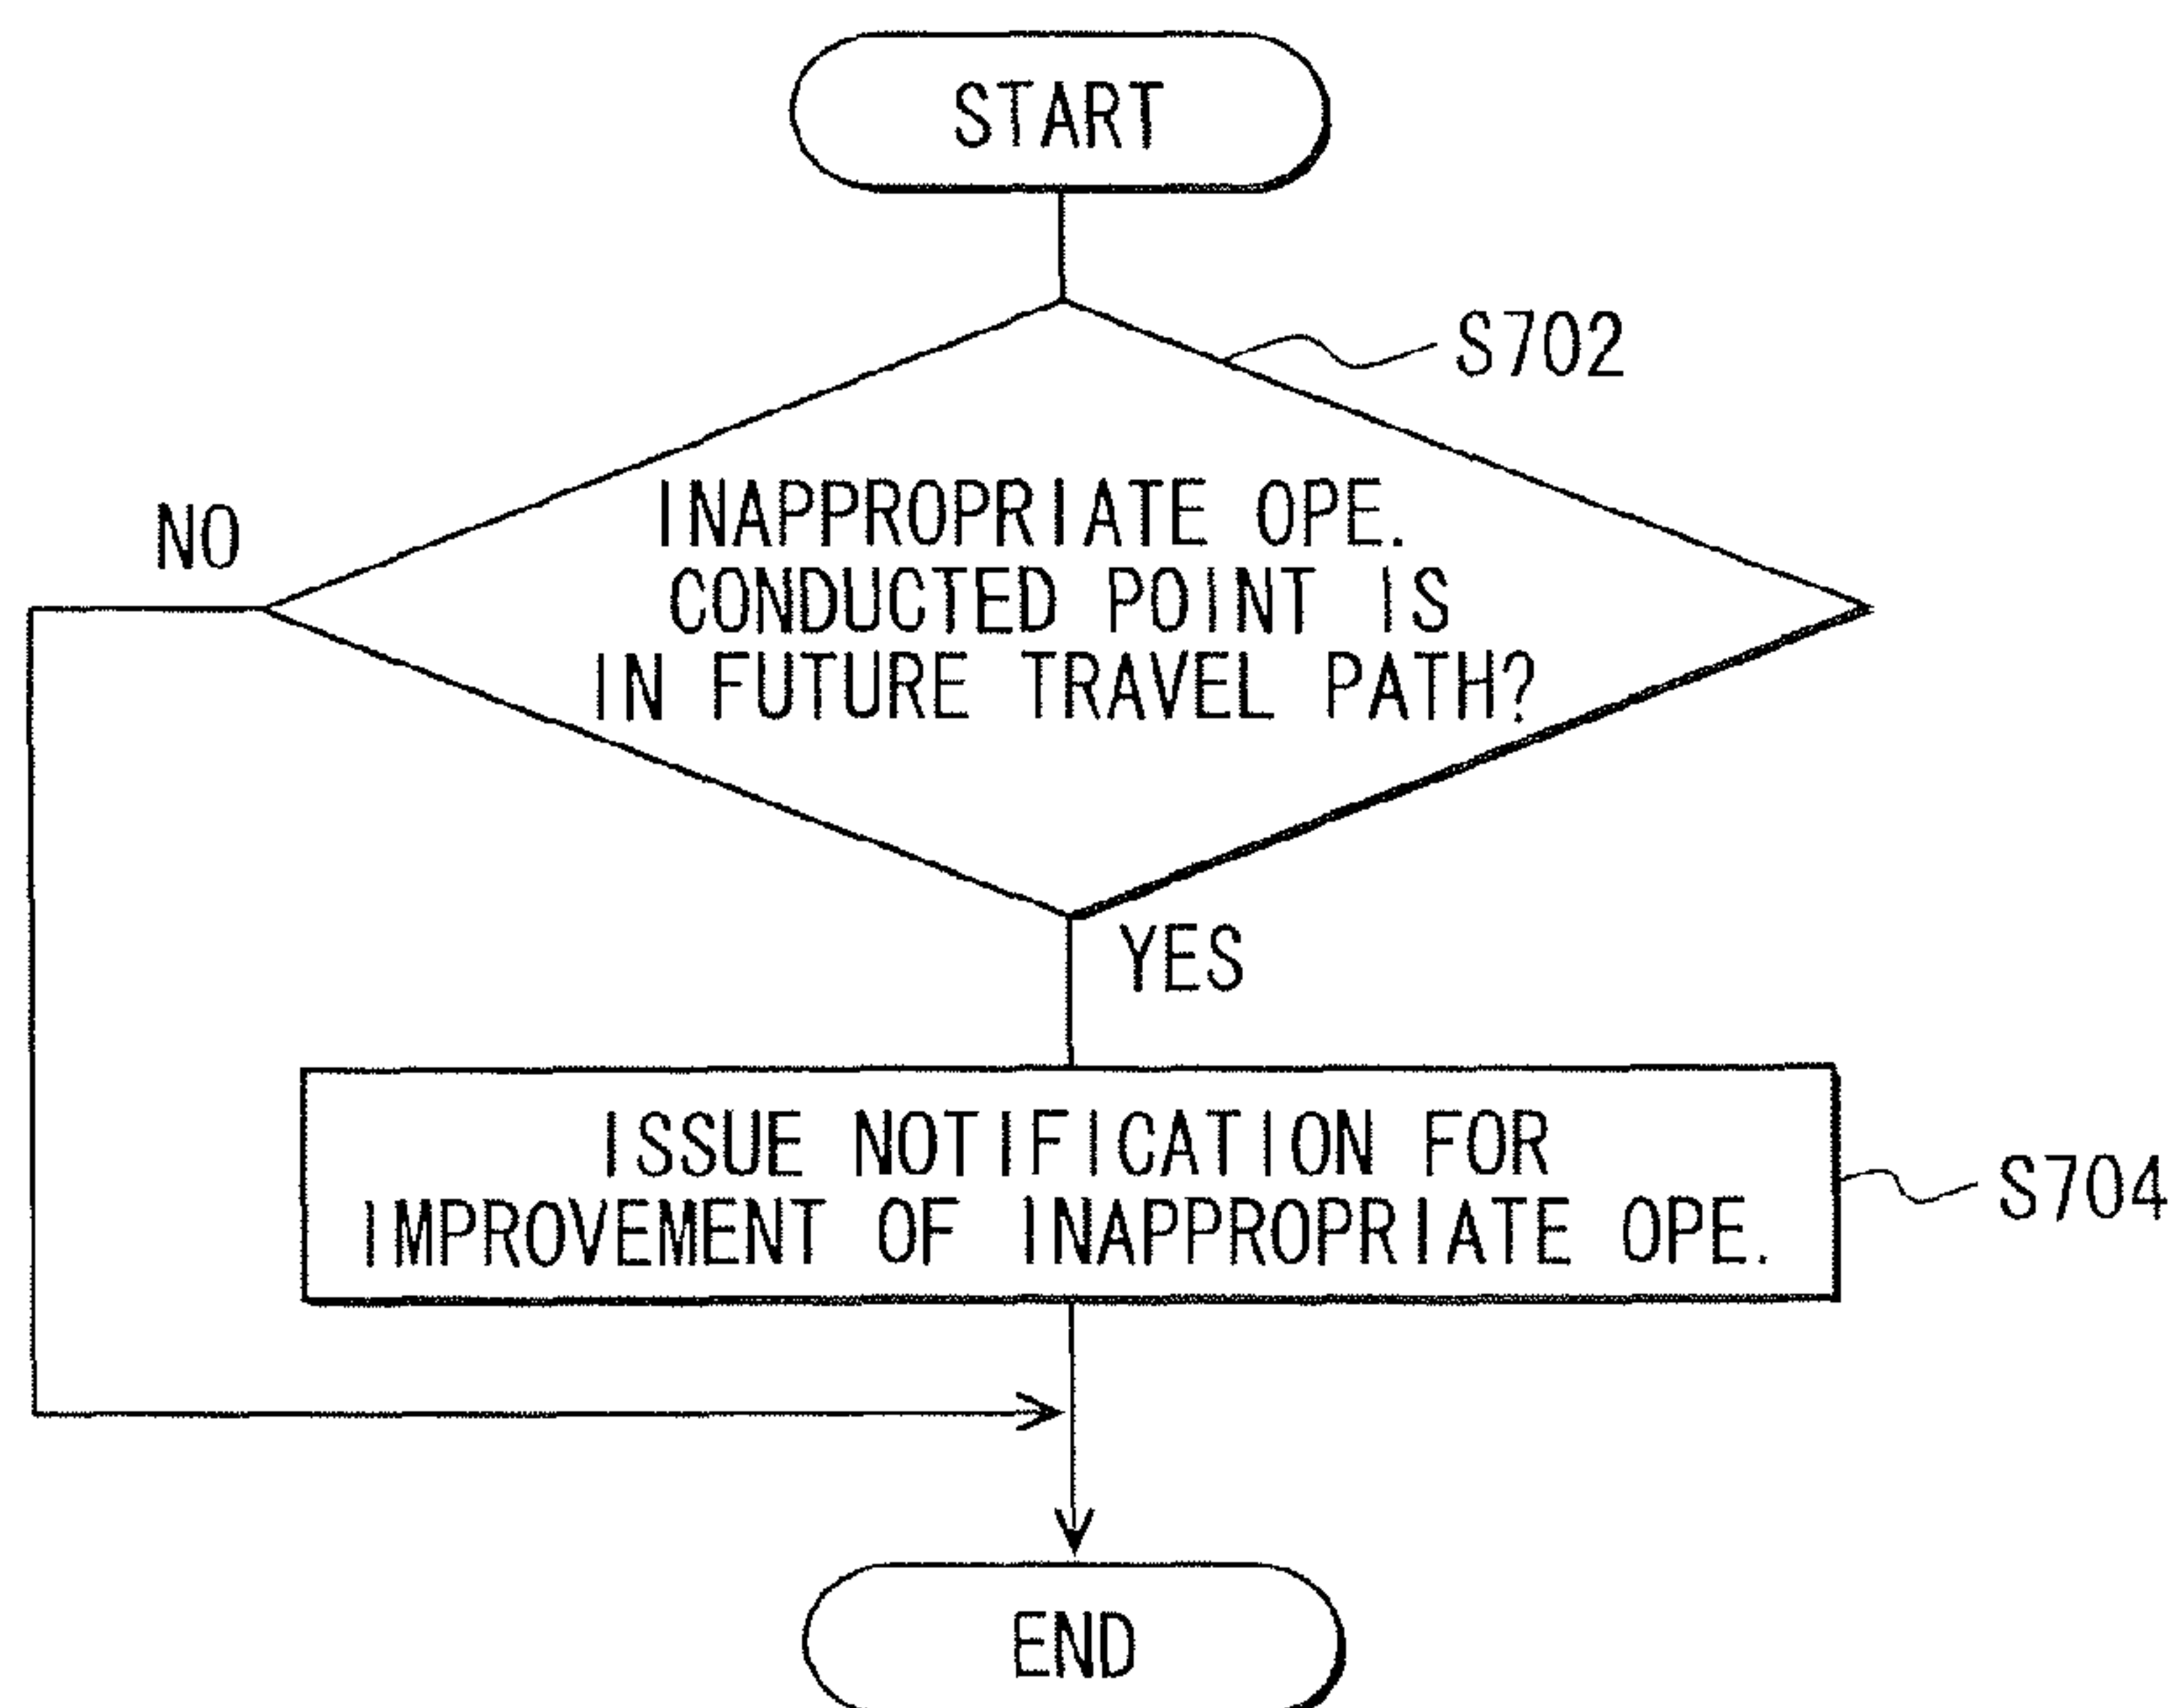 START
S702
NO
INAPPROPRIATE OPE.
CONDUCTED POINT IS
IN FUTURE TRAVEL PATH?
YES
ISSUE NOTIFICATION FOR
IMPROVEMENT OF INAPPROPRIATE OPE.
S704
END